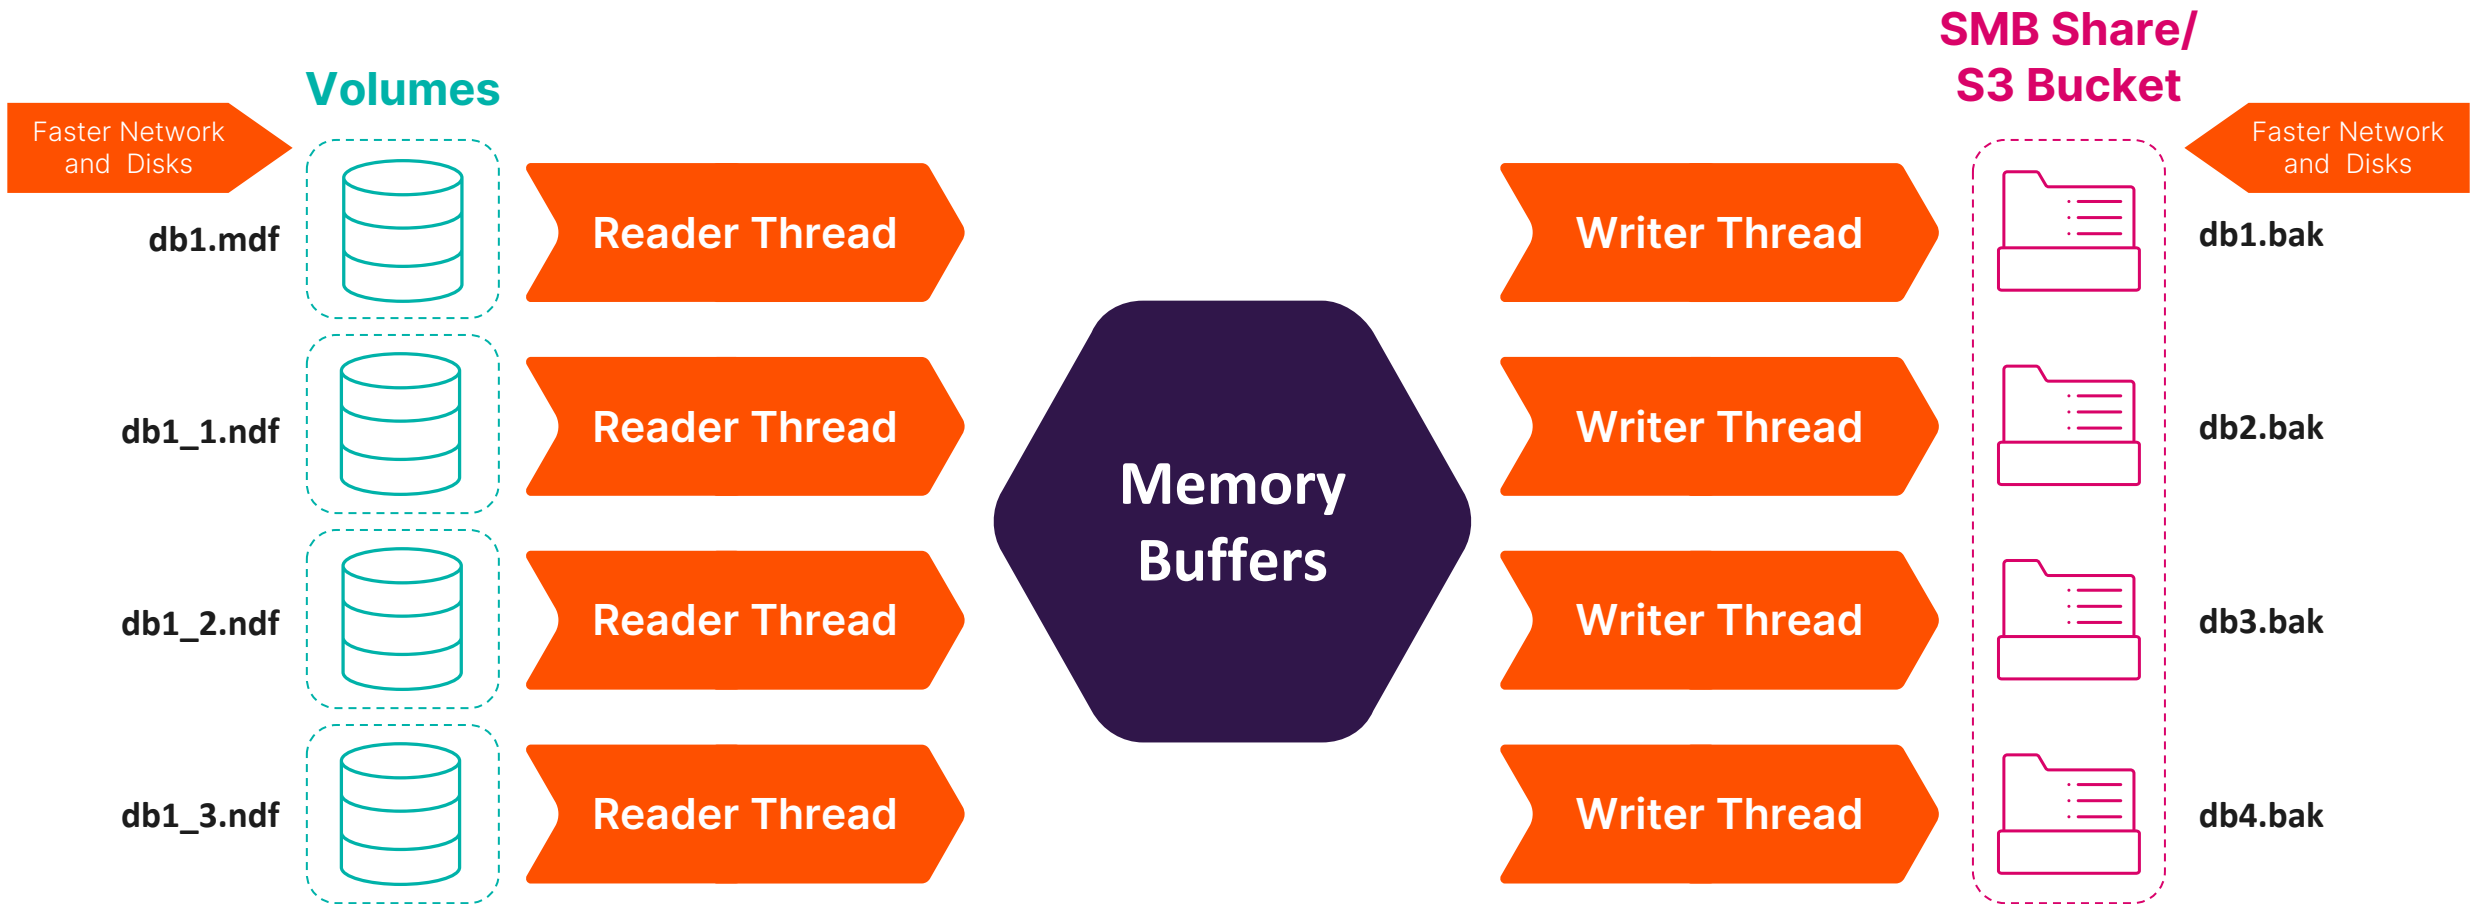 SMB Share/
S3 Bucket
Volumes
Faster Network
and Disks
Faster Network
and Disks
db1.mdf
Reader Thread
Writer Thread
db1.bak
db1_1.ndf
Reader Thread
Writer Thread
db2.bak
Memory
Buffers
db1_2.ndf
Reader Thread
Writer Thread
db3.bak
db1_3.ndf
Reader Thread
Writer Thread
db4.bak